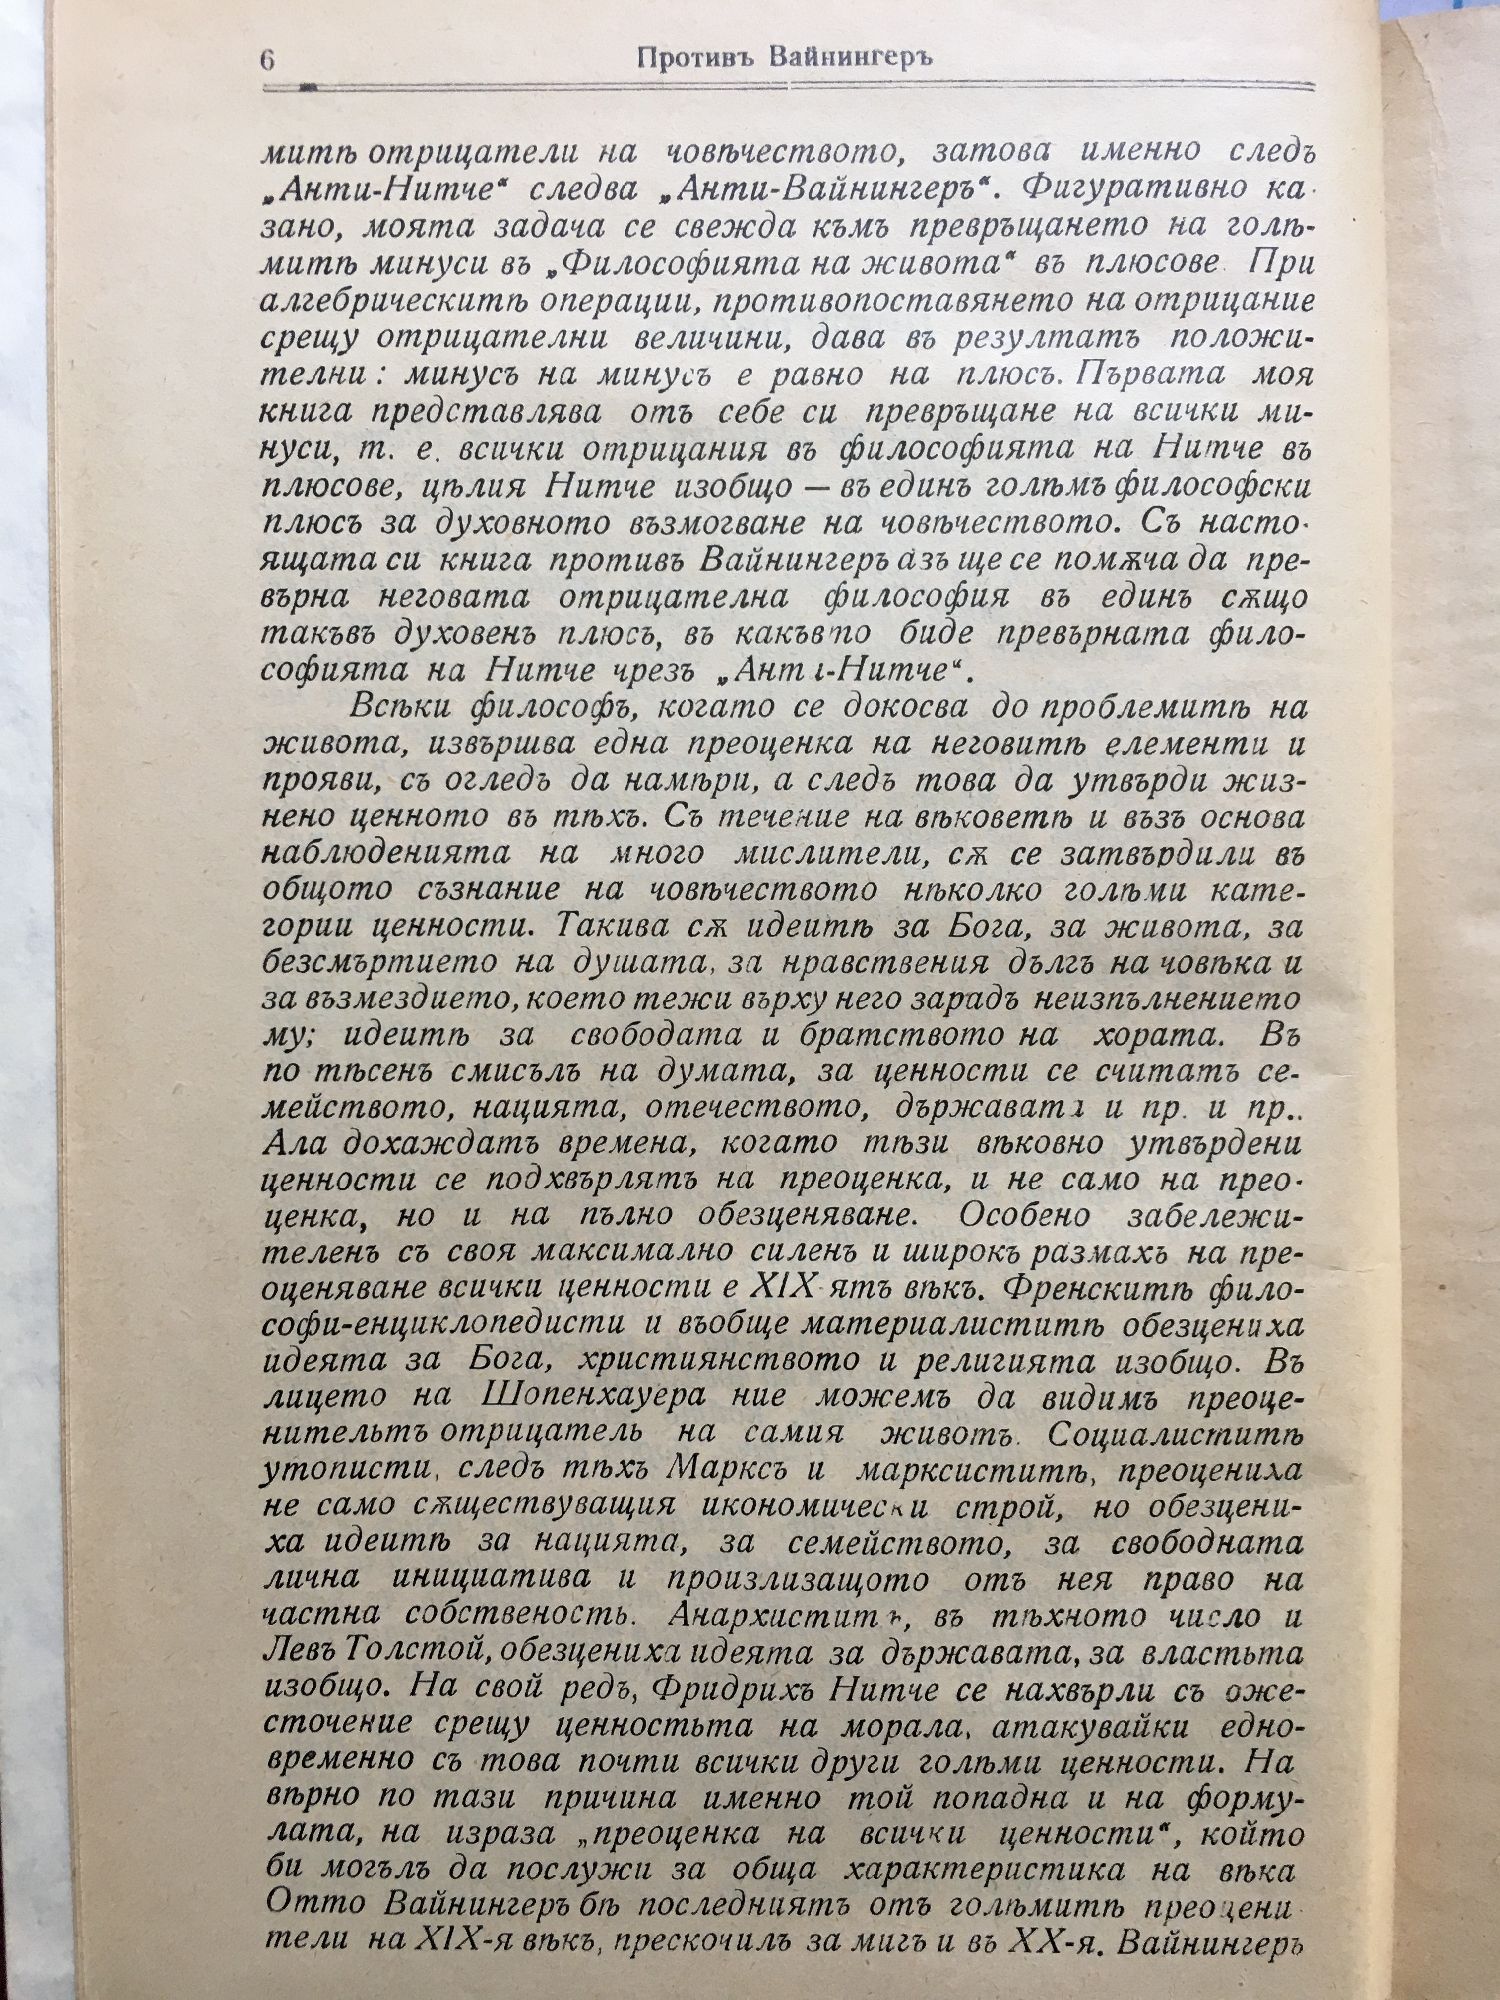 6
Противъ Вайнингеръ
митѣ отрицатели на човѣчеството, затова именно следъ
„Анти-Нитче“ следва „Анти-Вайнингеръ“. Фигуративно ка-
зано, моята задача се свежда къмъ превръщането на голѣ-
митѣ минуси въ „Философията на живота“ въ плюсове. При
алгебрическитѣ операции, противопоставянето на отрицание
срещу отрицателни величини, дава въ резултатъ положи-
телни: минусъ на минусъ е равно на плюсъ. Първата моя
книга представлява отъ себе си превръщане на всички ми-
нуси, т. е. всички отрицания въ философията на Нитче въ
плюсове, цѣлия Нитче изобщо — въ единъ голѣмъ философски
плюсъ за духовното възмогване на човѣчеството. Съ насто-
ящата си книга противъ Вайнингеръ азъ ще се помѫча да пре-
върна неговата отрицателна философия въ единъ сѫщо
такъвъ духовенъ плюсъ, въ какъвто биде превърната фило-
софията на Нитче чрезъ „Анти-Нитче“.
Всѣки философъ, когато се докосва до проблемитѣ на
живота, извършва една преоценка на неговитѣ елементи и
прояви, съ огледъ да намѣри, а следъ това да утвърди жиз-
нено ценното въ тѣхъ. Съ течение на вѣковетѣ и възъ основа
наблюденията на много мислители, сѫ се затвърдили въ
общото съзнание на човѣчеството нѣколко голѣми кате-
гории ценности. Такива сѫ идеитѣ за Бога, за живота, за
безсмъртието на душата, за нравствения дългъ на човѣка и
за възмездието, което тежи върху него зарадъ неизпълнението
му; идеитѣ за свободата и братството на хората. Въ
по тѣсенъ смисълъ на думата, за ценности се считатъ се-
мейството, нацията, отечеството, държавата и пр. и пр..
Ала дохаждатъ времена, когато тѣзи вѣковно утвърдени
ценности се подхвърлятъ на преоценка, и не само на прео-
ценка, но и на пълно обезценяване. Особено забележи-
теленъ съ своя максимално силенъ и широкъ размахъ на пре-
оценяване всички ценности е XIX-ятъ вѣкъ. Френскитѣ фило-
софи-енциклопедисти и въобще материалиститѣ обезцениха
идеята за Бога, християнството и религията изобщо. Въ
лицето на Шопенхауера ние можемъ да видимъ преоце-
нительтъ отрицатель на самия животъ. Социалиститѣ
утописти, следъ тѣхъ Марксъ и марксиститѣ, преоцениха
не само сѫществуващия икономически строй, но обезцени-
ха идеитѣ за нацията, за семейството, за свободната
лична инициатива и произлизащото отъ нея право на
частна собственость. Анархиститѣ, въ тѣхното число и
Левъ Толстой, обезцениха идеята за държавата, за властьта
изобщо. На свой редъ, Фридрихъ Нитче се нахвърли съ оже-
сточение срещу ценностьта на морала, атакувайки едно-
временно съ това почти всички други голѣми ценности. На
вѣрно по тази причина именно той попадна и на форму-
лата, на израза „преоценка на всички ценности“, който
би могълъ да послужи за обща характеристика на вѣка
Отто Вайнингеръ бѣ последниятъ отъ голѣмитѣ преоцени-
тели на XIX-я вѣкъ, прескочилъ за мигъ и въ XX-я. Вайнингеръ